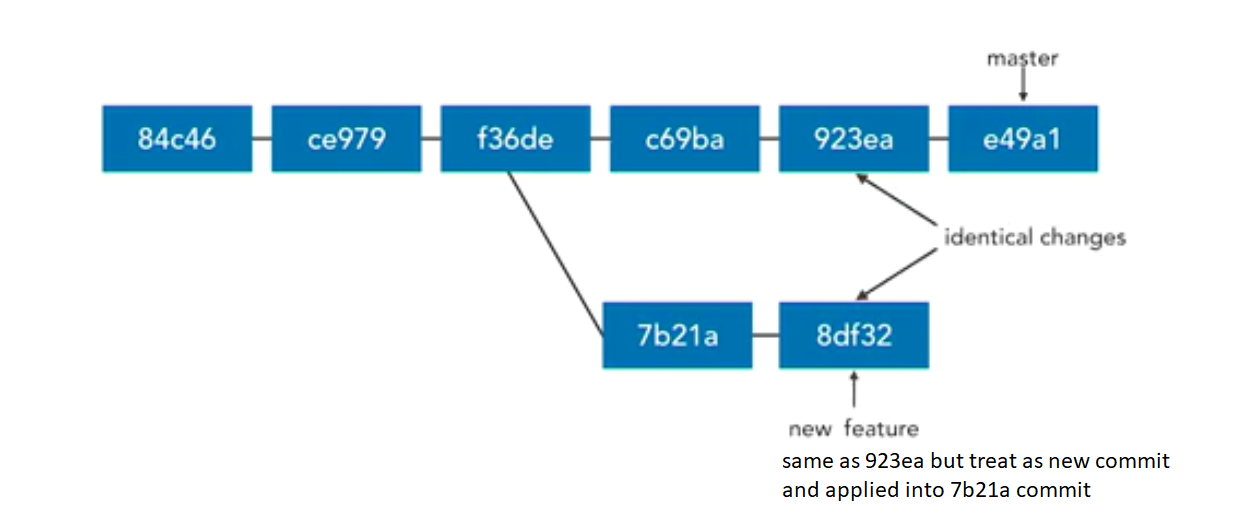 master
84c46
ce979
f36de
c69ba
923ea
e49a1
identical changes
7b21a
8df32
new feature
same as 923ea but treat as new commit
and applied into 7b21a commit